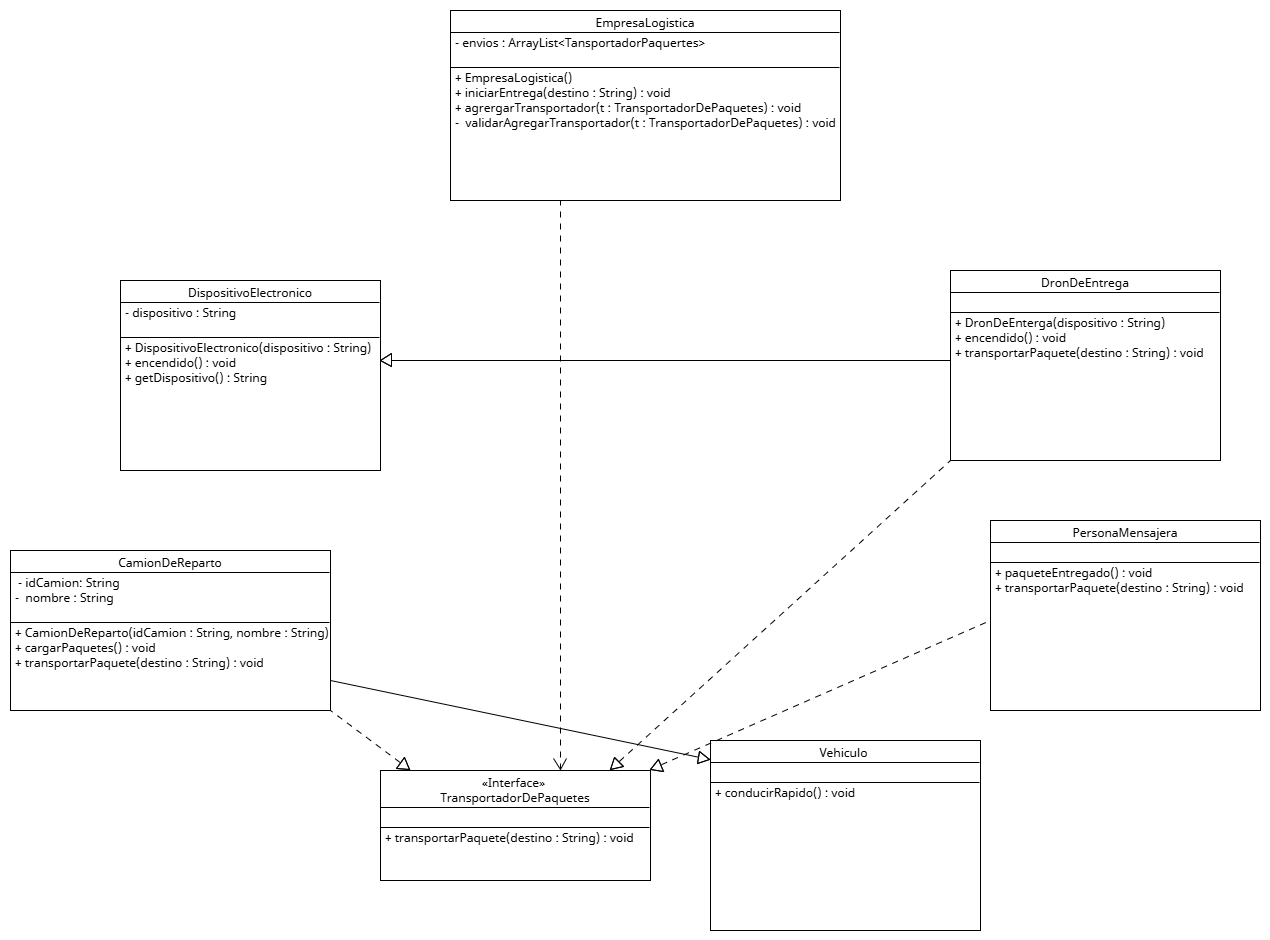 EmpresaLogistica
- envios : ArrayList<TansportadorPaquertes>
+ EmpresaLogistica()
+ iniciarEntrega(destino : String) : void
+ agrergarTransportador(t : TransportadorDePaquetes) : void
- validarAgregarTransportador(t : TransportadorDePaquetes) : void
DispositivoElectronico
- dispositivo : String
+ DispositivoElectronico(dispositivo : String)
+ encendido() : void
+ getDispositivo() : String
DronDeEntrega
+ DronDeEnterga(dispositivo : String)
+ encendido() : void
+ transportarPaquete(destino : String) : void
CamionDeReparto
- idCamion: String
- nombre : String
+ CamionDeReparto(idCamion : String, nombre : String)
+ cargarPaquetes() : void
+ transportarPaquete(destino : String) : void
PersonaMensajera
+ paqueteEntregado() : void
+ transportarPaquete(destino : String) : void
«Interface»
TransportadorDePaquetes
+ transportarPaquete(destino : String) : void
Vehiculo
+ conducirRapido() : void